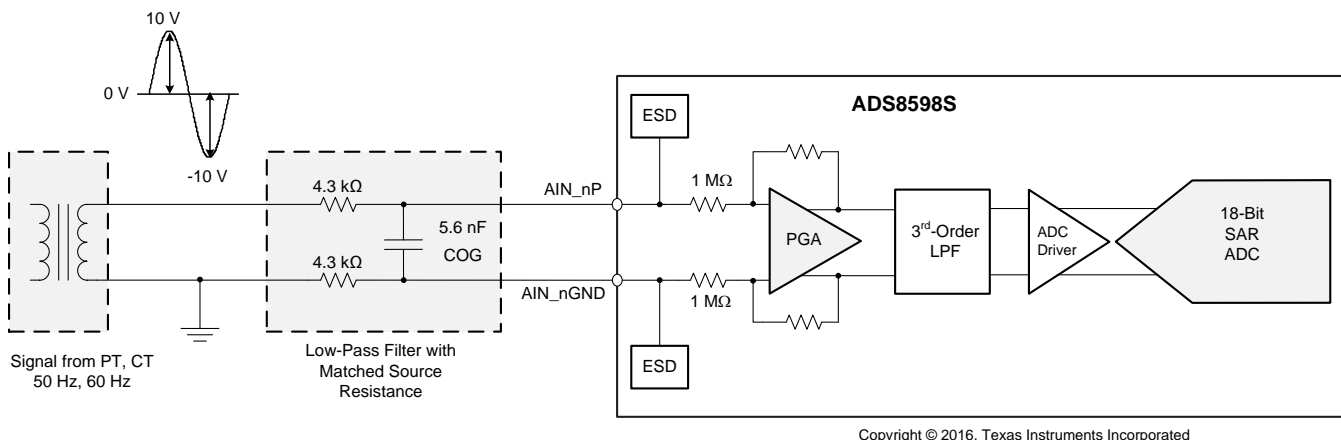 10 V
0 V
-10 V
Signal from PT, CT
50 Hz, 60 Hz
4.3 kΩ
5.6 nF
COG
4.3 kΩ
Low-Pass Filter with
Matched Source
Resistance
AIN_nP
AIN_nGND
ADS8598S
ESD
1 MΩ
PGA
1 MΩ
ESD
3rd-Order
LPF
ADC
Driver
18-Bit
SAR
ADC
Copyright © 2016, Texas Instruments Incorporated